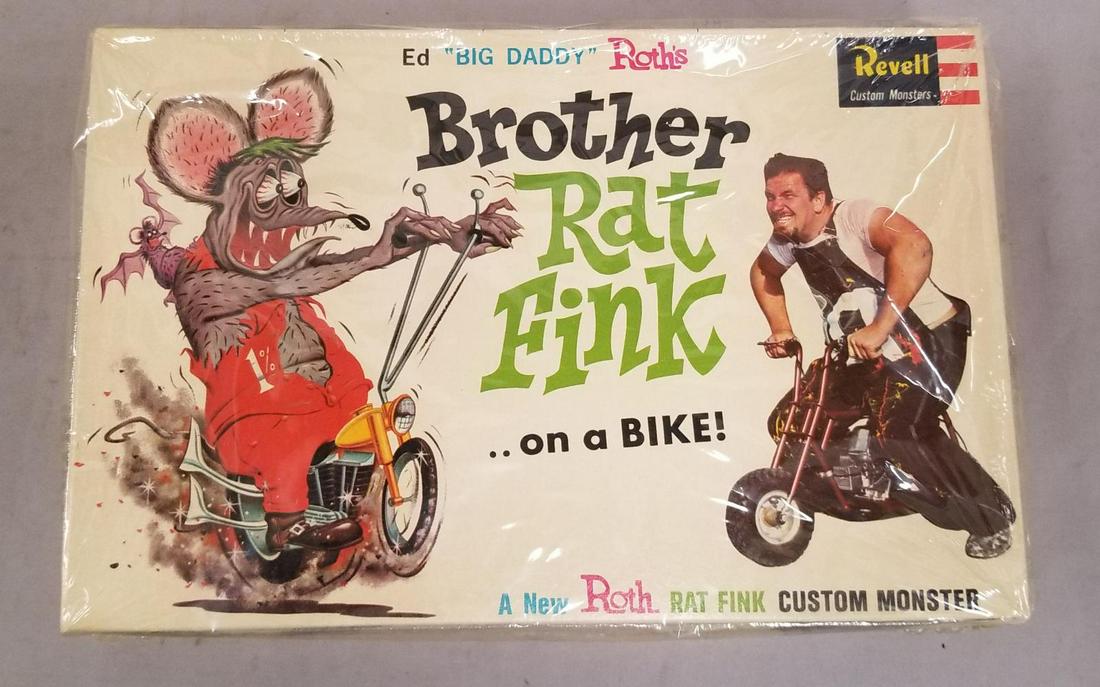 Ed "BIG DADDY" Roth's
Revell
Custom Monsters
Brother
Rat
Fink
1%
..on a BIKE!
A New Roth RAT FINK CUSTOM MONSTER